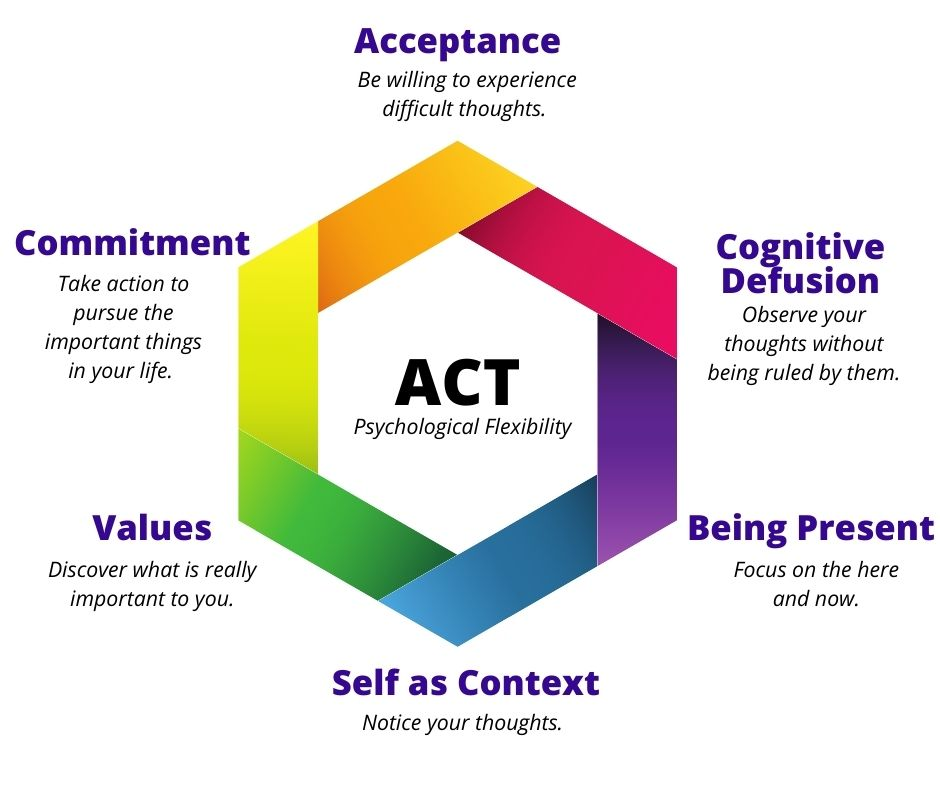 Acceptance
Be willing to experience
difficult thoughts.
Commitment
Take action to
pursue the
important things
in your life.
Cognitive
Defusion
Observe your
thoughts without
being ruled by them.
ACT
Psychological Flexibility
Values
Discover what is really
important to you.
Being Present
Focus on the here
and now.
Self as Context
Notice your thoughts.